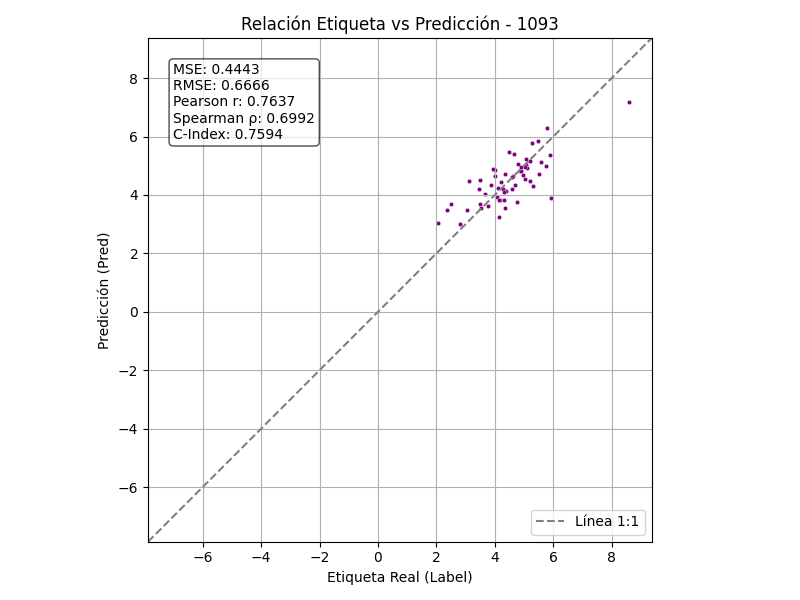 Relación Etiqueta vs Predicción - 1093
MSE: 0.4443
RMSE: 0.6666
Pearson r: 0.7637
Spearman ρ: 0.6992
C-Index: 0.7594
Predicción (Pred)
8
6
4
2
0
−2
−4
−6
Línea 1:1
−6 −4 −2 0 2 4 6 8
Etiqueta Real (Label)